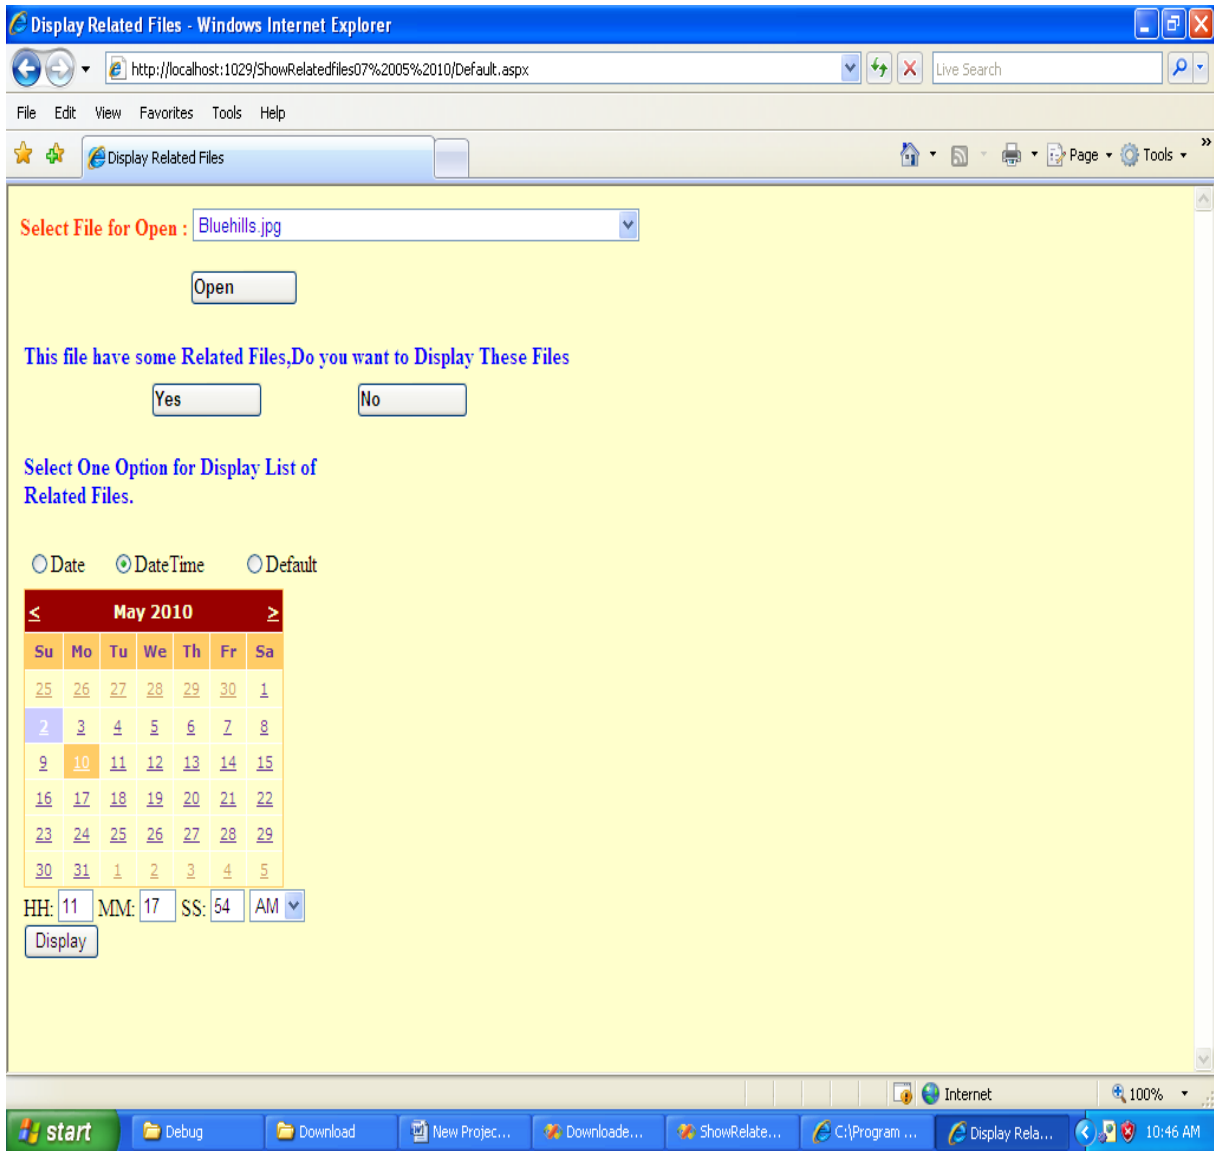 Display Related Files - Windows Internet Explorer
http://localhost:1029/ShowRelatedfiles07%2005%2010/Default.aspx
Live Search
File Edit View Favorites Tools Help
Display Related Files
Page Tools »
Select File for Open : Bluehills.jpg
Open
This file have some Related Files,Do you want to Display These Files
Yes No
Select One Option for Display List of
Related Files.
Date DateTime Default
< May 2010 >
Su Mo Tu We Th Fr Sa
25 26 27 28 29 30 1
2 3 4 5 6 7 8
9 10 11 12 13 14 15
16 17 18 19 20 21 22
23 24 25 26 27 28 29
30 31 1 2 3 4 5
HH: 11 MM: 17 SS: 54 AM
Display
Internet 100%
start Debug Download New Projec... Downloade... ShowRelate... C:\Program ... Display Rela... 10:46 AM